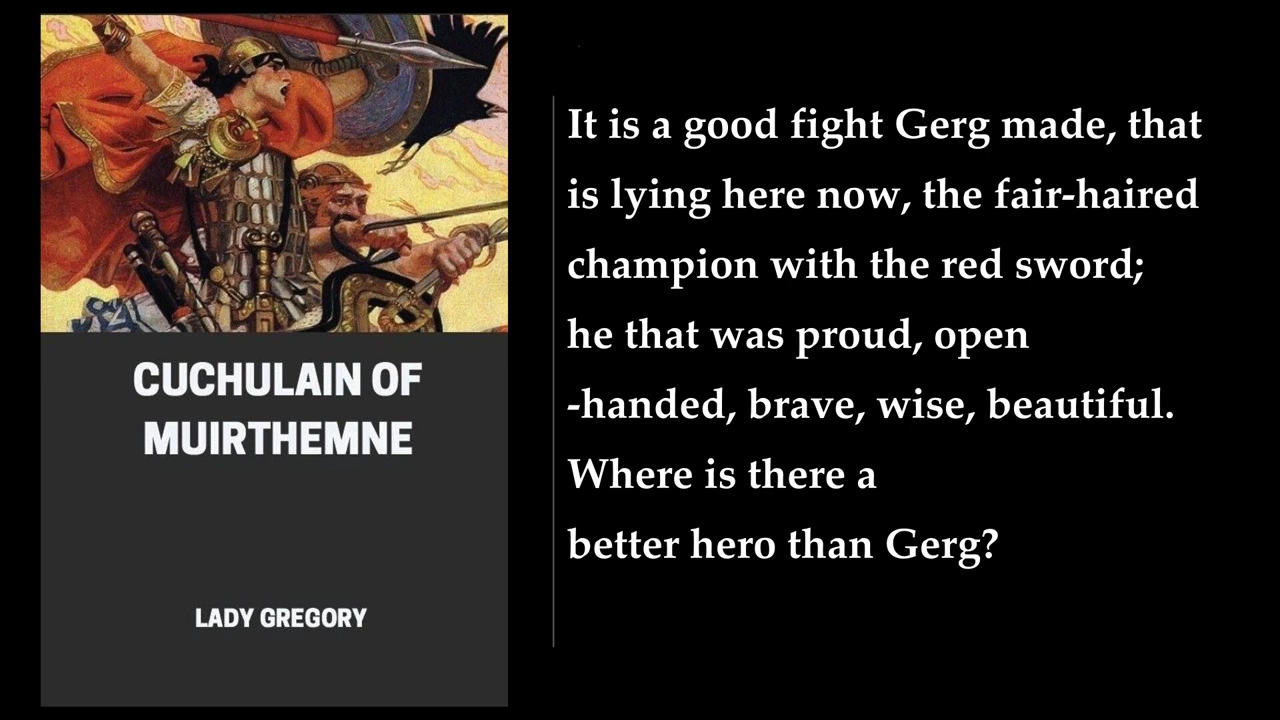 CUCHULAIN OF
MUIRTHEMNE
LADY GREGORY
It is a good fight Gerg made, that
is lying here now, the fair-haired
champion with the red sword;
he that was proud, open
-handed, brave, wise, beautiful.
Where is there a
better hero than Gerg?